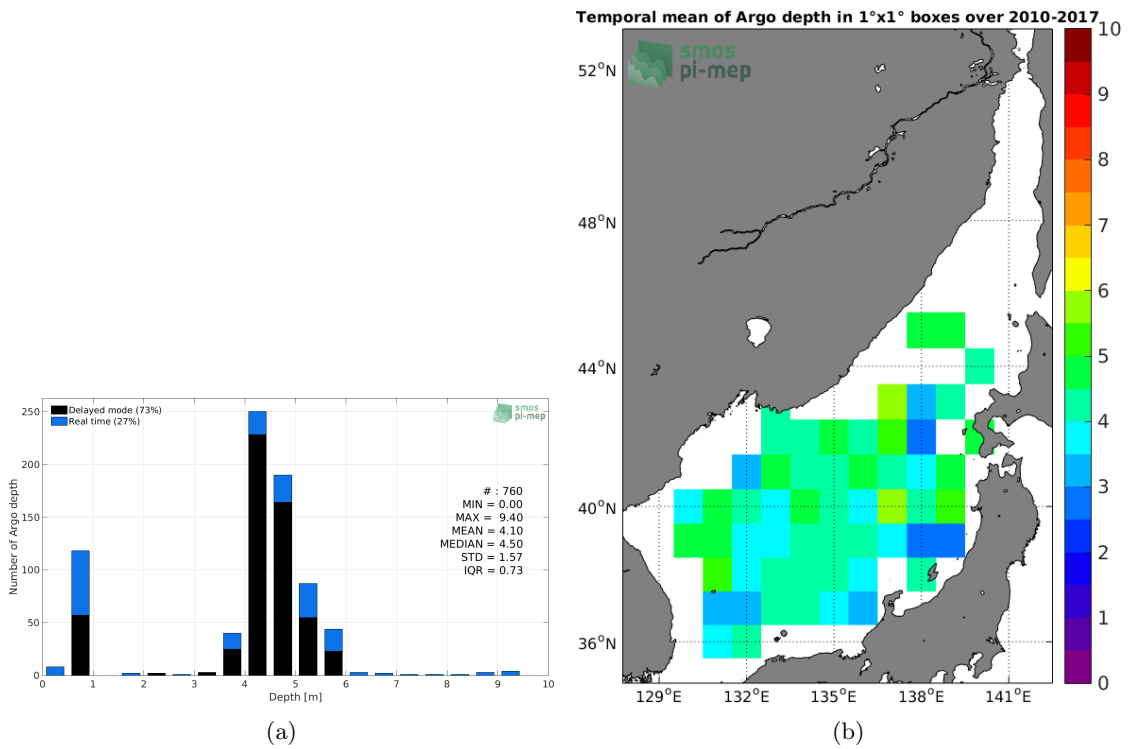 Temporal mean of Argo depth in 1°x1° boxes over 2010-2017
smos
pi-mep
52°N
48°N
44°N
40°N
36°N
129°E
132°E
135°E
138°E
141°E
10
9
8
7
6
5
4
3
2
1
0
Delayed mode (73%)
Real time (27%)
smos
pi-mep
# : 760
MIN = 0.00
MAX = 9.40
MEAN = 4.10
MEDIAN = 4.50
STD = 1.57
IQR = 0.73
Number of Argo depth
250
200
150
100
50
0
0 1 2 3 4 5 6 7 8 9 10
Depth [m]
(a)
(b)